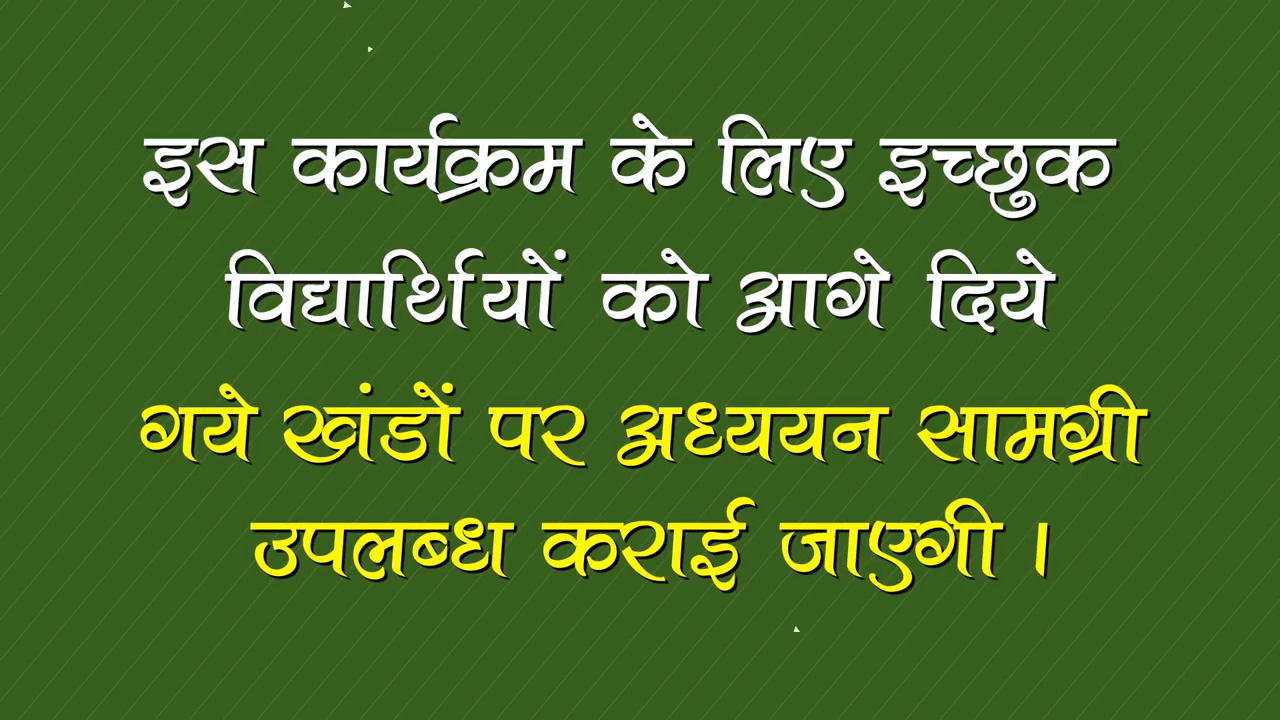 इस कार्यक्रम के लिए इच्छुक
विद्यार्थियों को आगे दिये
गये खंडों पर अध्ययन सामग्री
उपलब्ध कराई जाएगी ।